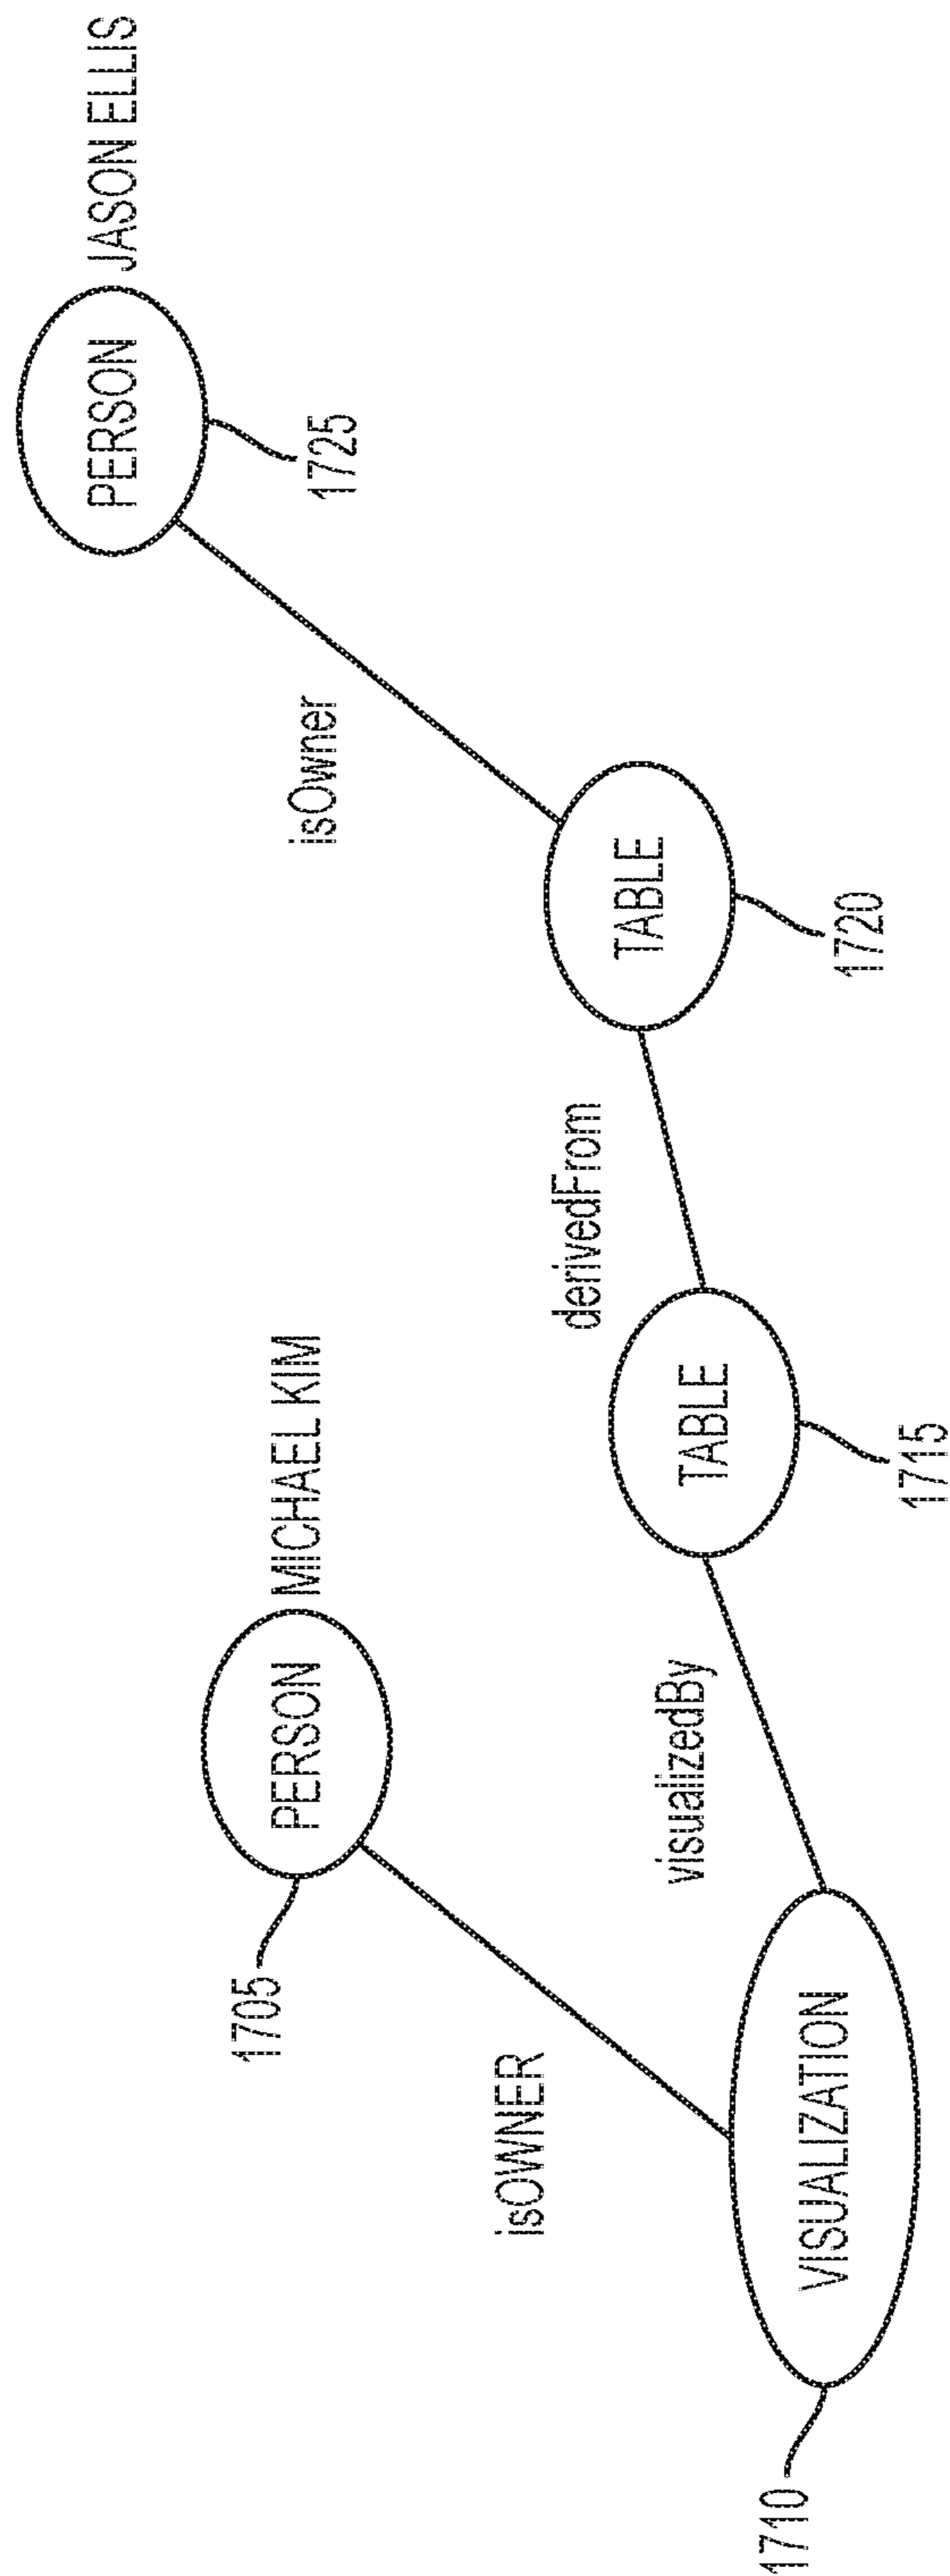 PERSON
JASON ELLIS
1725
isOwner
TABLE
1720
derivedFrom
PERSON
MICHAEL KIM
1705
TABLE
1715
visualizedBy
isOWNER
VISUALIZATION
1710